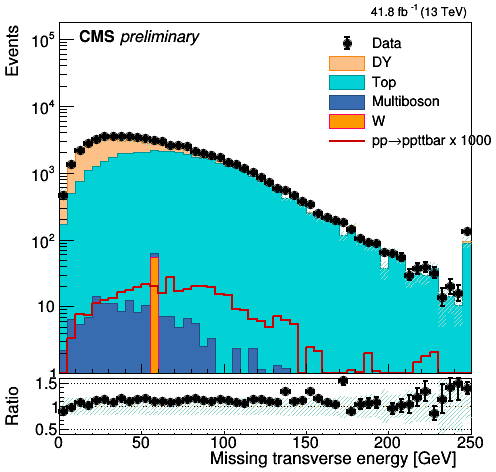 41.8 fb⁻¹ (13 TeV)
CMS preliminary
Events
10⁵
10⁴
10³
10²
10
1
Data
DY
Top
Multiboson
W
pp→ppttbar x 1000
Ratio
1.5
1
0.5
0 50 100 150 200 250
Missing transverse energy [GeV]